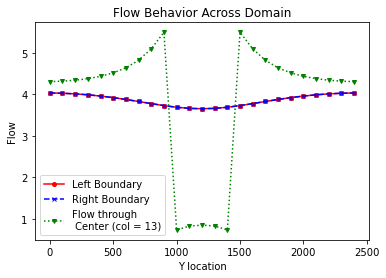 Flow Behavior Across Domain
Flow
5
4
3
2
1
Left Boundary
Right Boundary
Flow through
Center (col = 13)
0
500
1000
1500
2000
2500
Y location